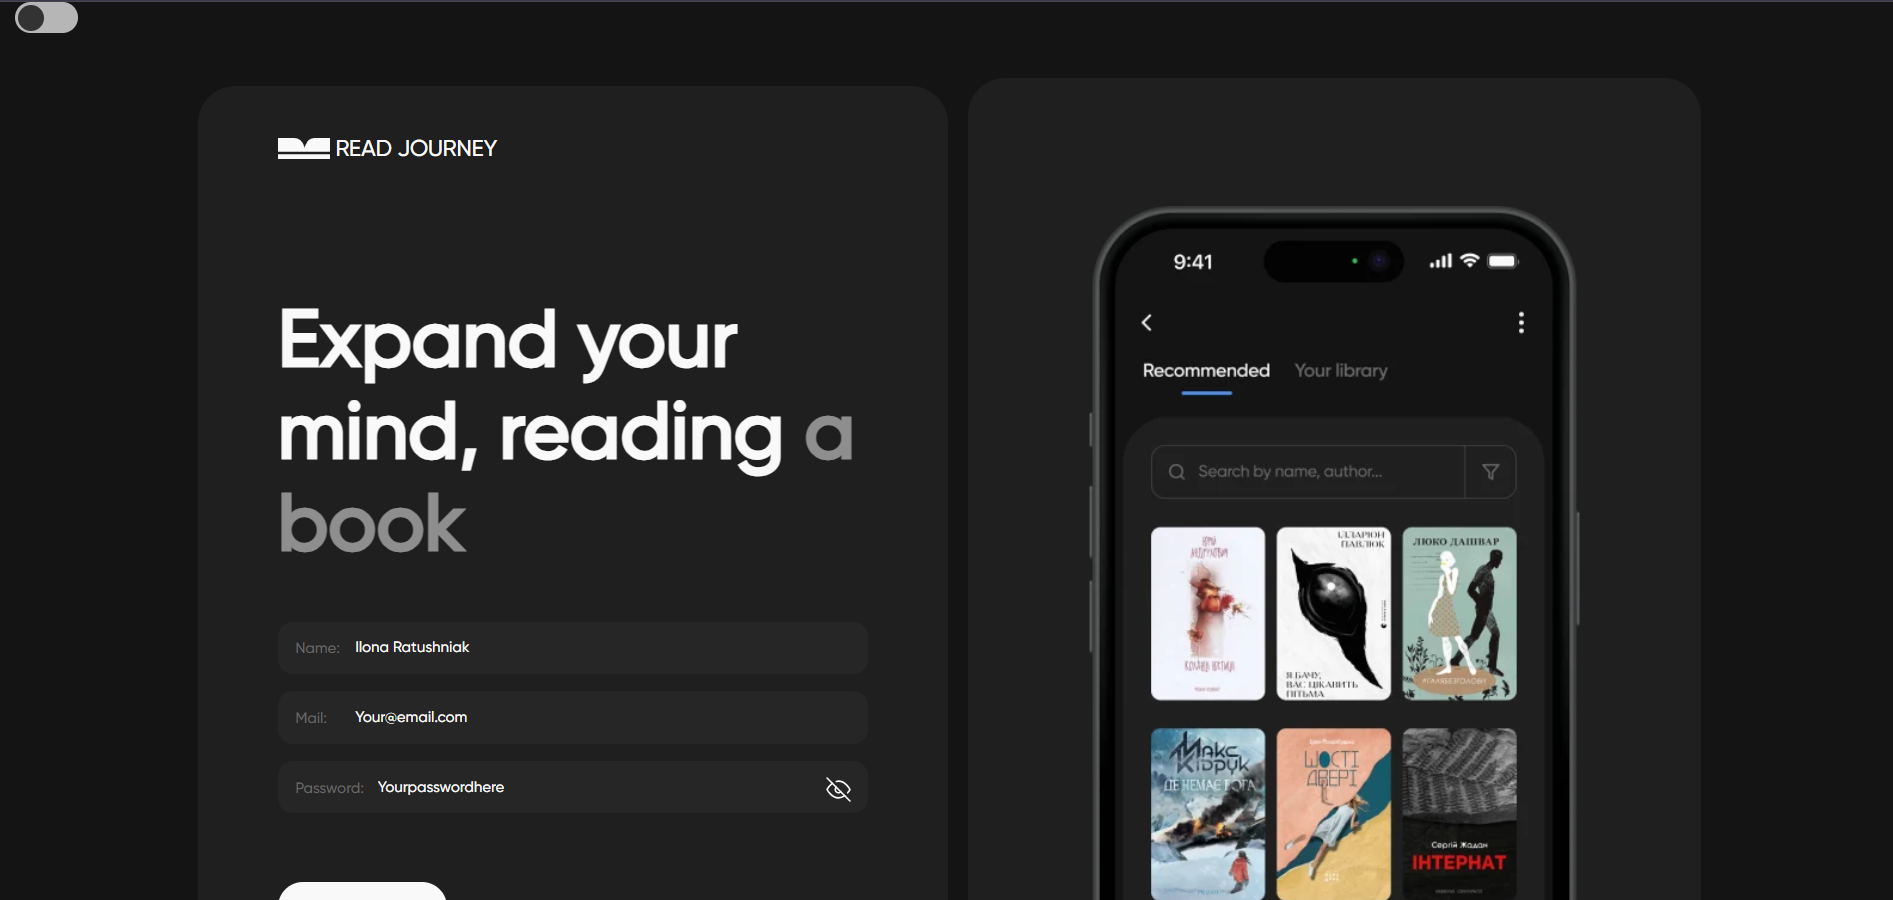 READ JOURNEY
Expand your
mind, reading a
book
Name: Ilona Ratushniak
Mail: Your@email.com
Password: Yourpasswordhere
9:41
Recommended Your library
Search by name, author...
ІЛЛАРІОН
ПАВЛЮК
Я БАЧУ,
ВАС ЦІКАВИТЬ
ПІТЬМА
ЛЮКО ДАШВАР
#ГАЛЯБЕЗГОЛОВИ
Макс
Кідрук
ДЕ НЕМАЄ БОГА
ШОСТІ
ДВЕРІ
Сергій Жадан
ІНТЕРНАТ